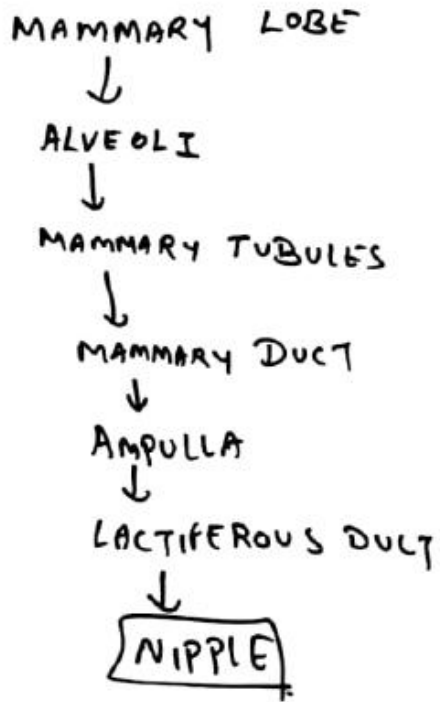 MAMMARY LOBE
ALVEOLI
MAMMARY TUBULES
MAMMARY DUCT
AMPULLA
LACTIFEROUS DUCT
NIPPLE